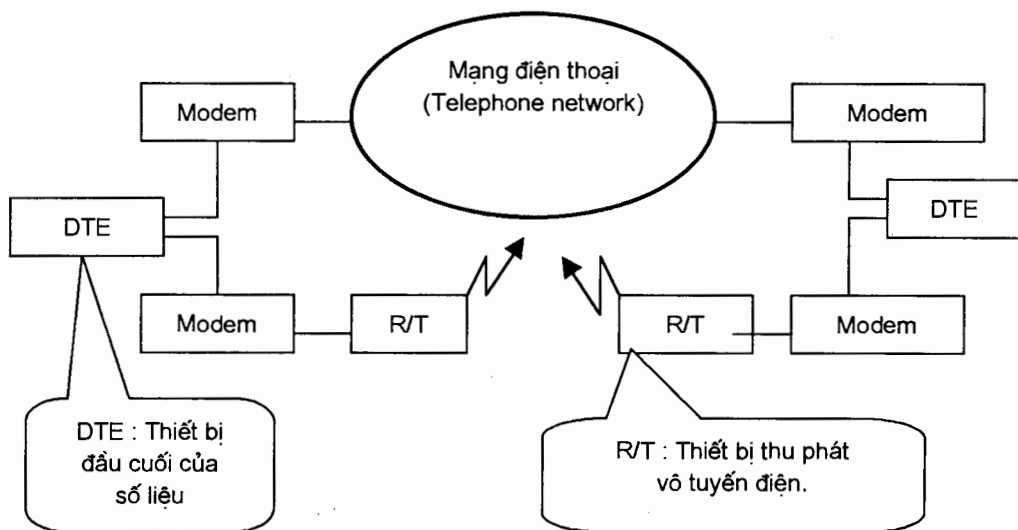 Mạng điện thoại
(Telephone network)
Modem
Modem
DTE
DTE
Modem
R/T
R/T
Modem
DTE : Thiết bị
đầu cuối của
số liệu
R/T : Thiết bị thu phát
vô tuyến điện.